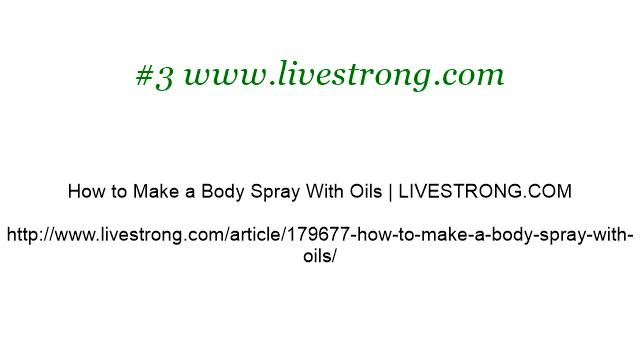 #3 www.livestrong.com
How to Make a Body Spray With Oils | LIVESTRONG.COM
http://www.livestrong.com/article/179677-how-to-make-a-body-spray-with-
oils/